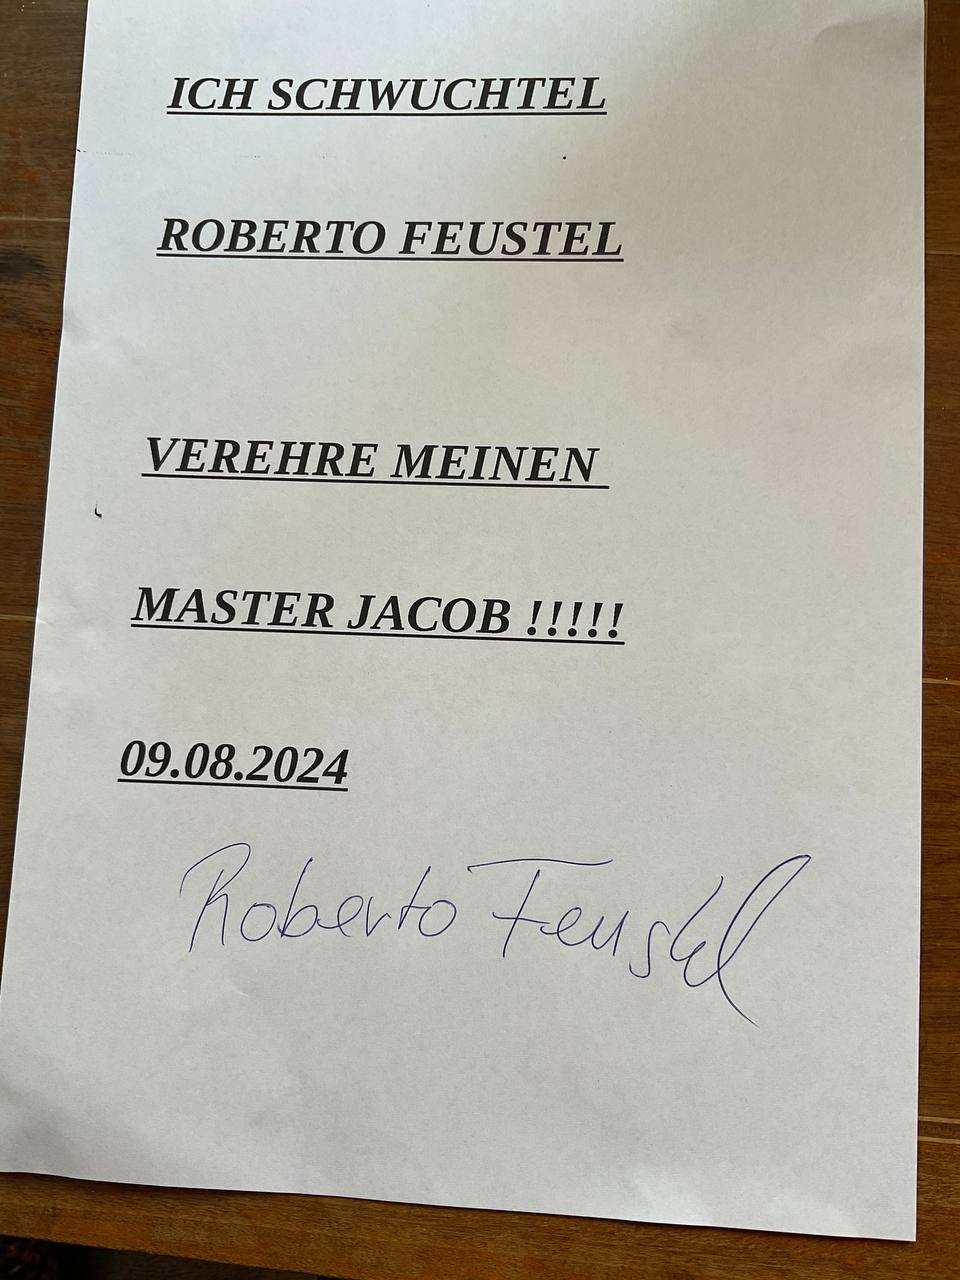 ICH SCHWUCHTEL
ROBERTO FEUSTEL
VEREHRE MEINEN
MASTER JACOB !!!!!
09.08.2024
Roberto Feustel